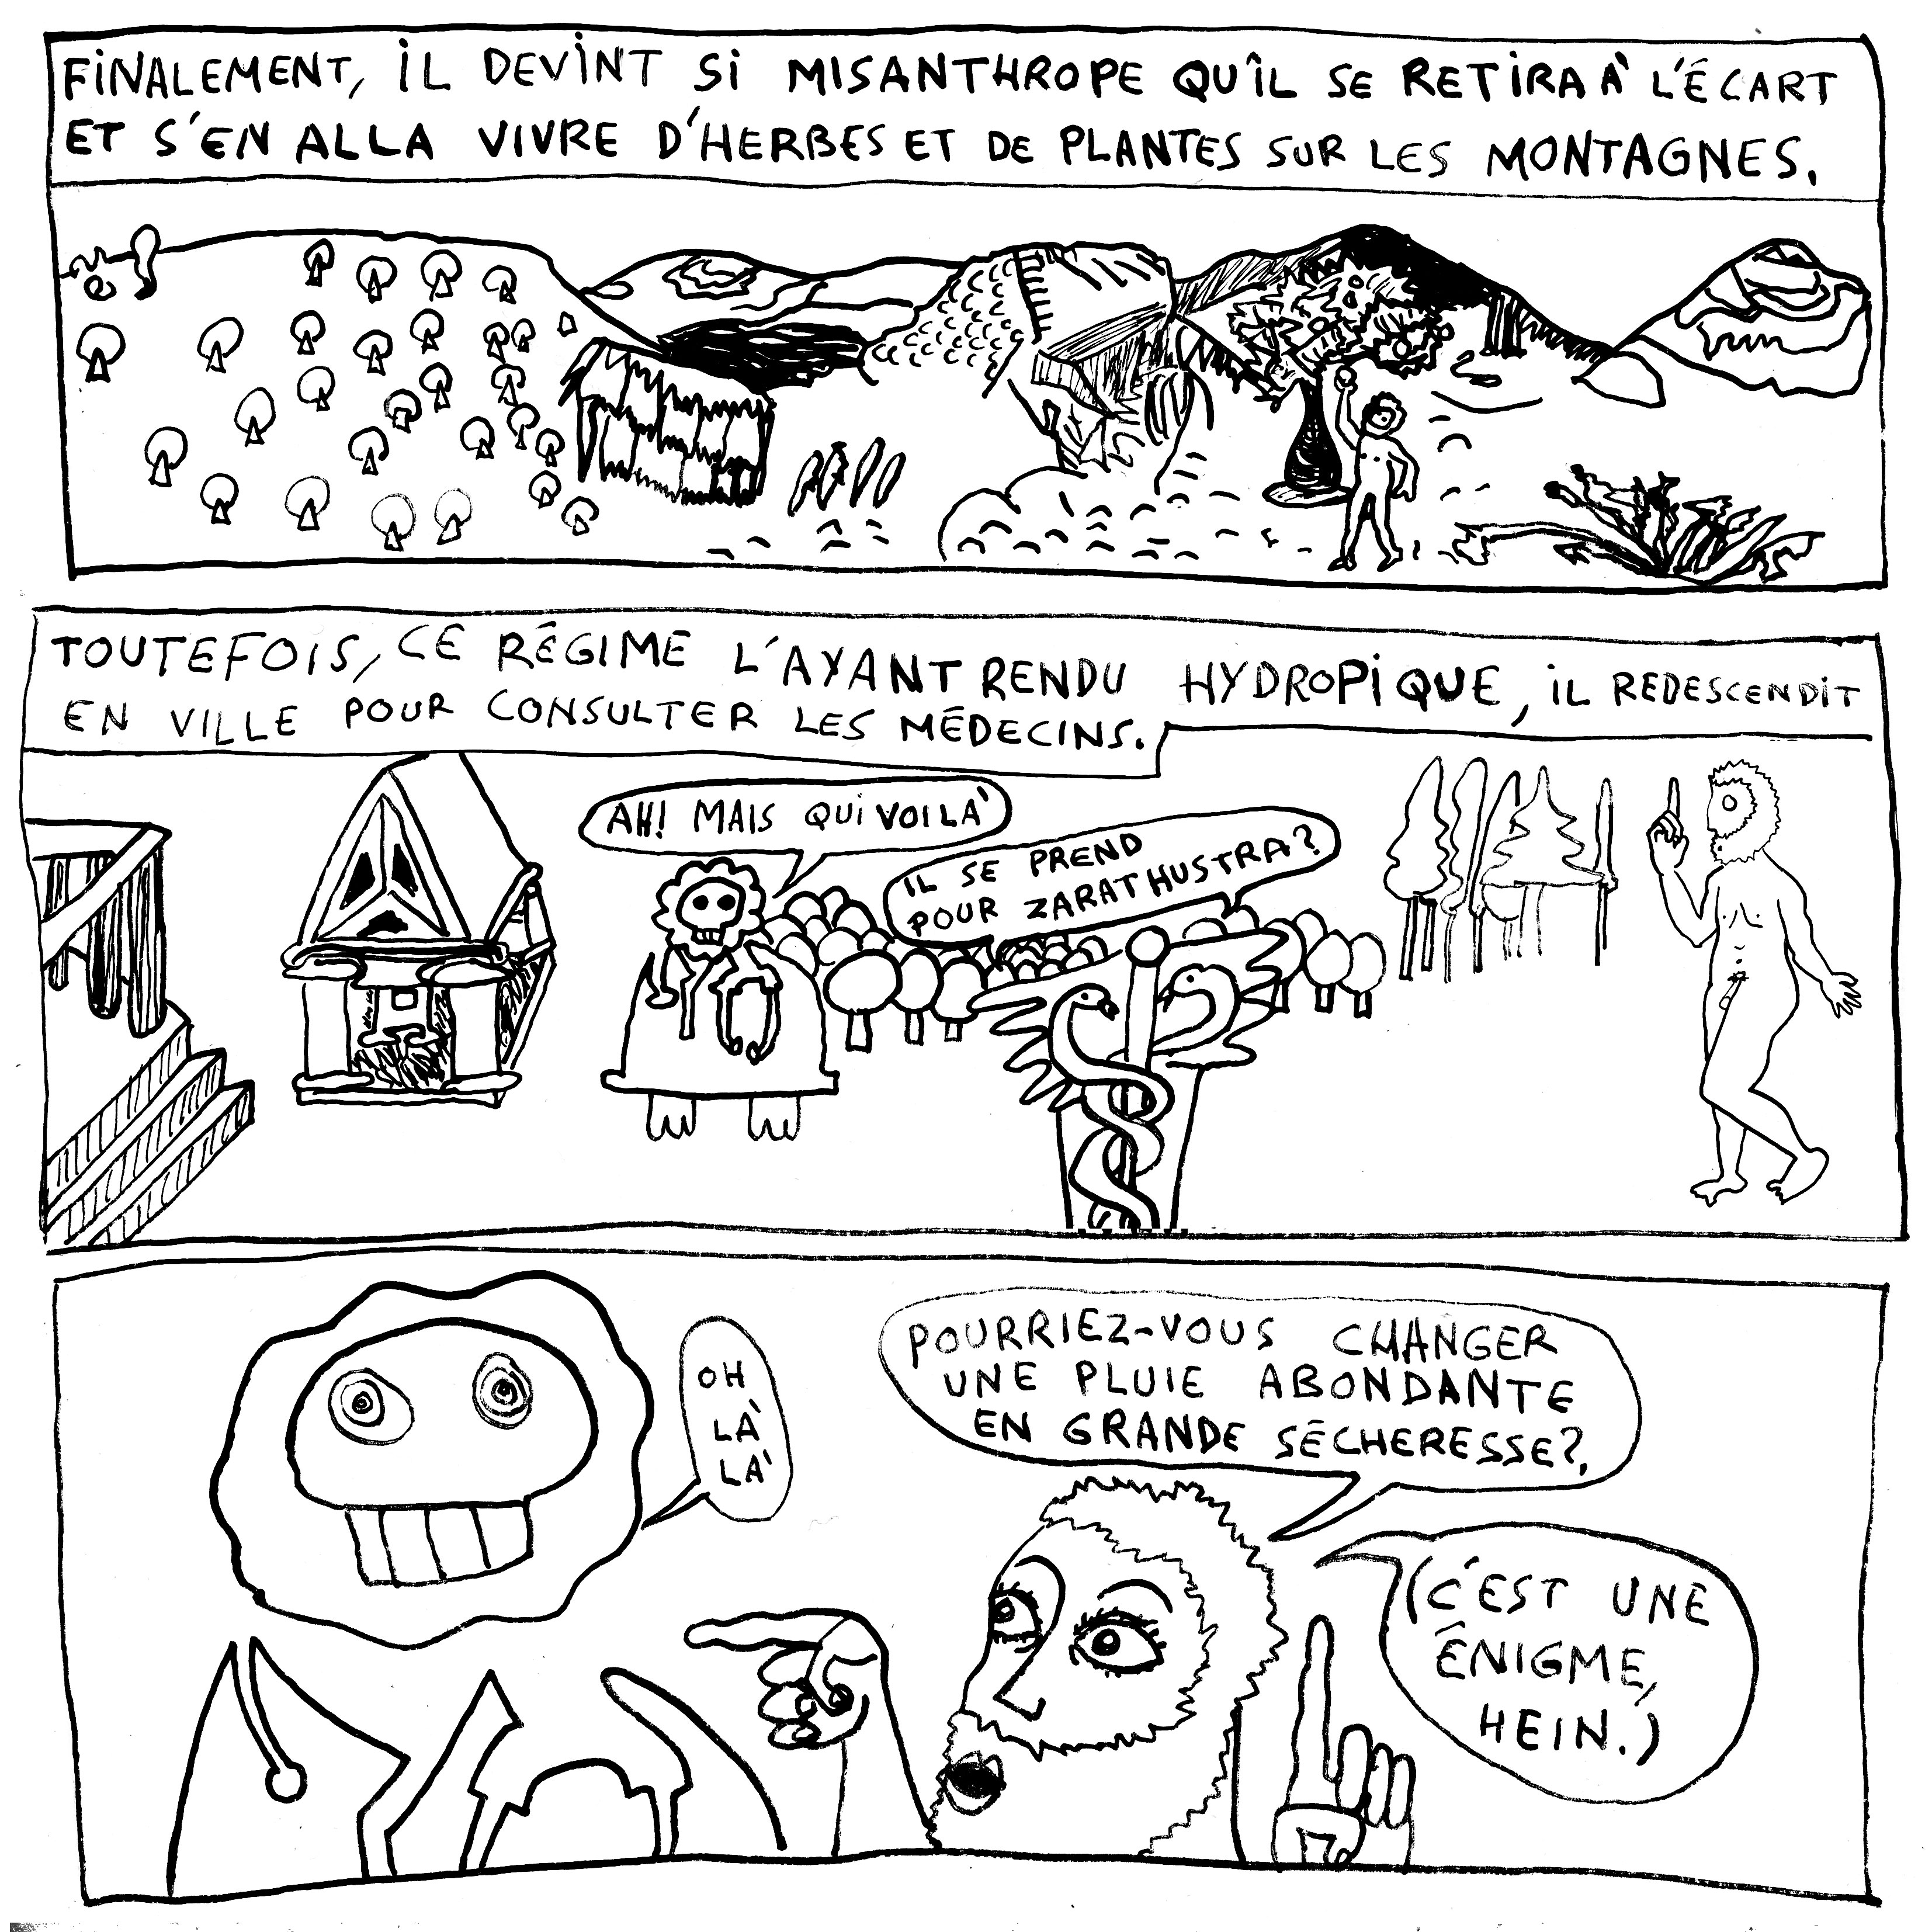 FINALEMENT, IL DEVINT SI MISANTHROPE QU'IL SE RETIRA À L'ÉCART
ET S'EN ALLA VIVRE D'HERBES ET DE PLANTES SUR LES MONTAGNES.
TOUTEFOIS, CE RÉGIME L'AYANT RENDU HYDROPIQUE, IL REDESCENDIT
EN VILLE POUR CONSULTER LES MÉDECINS.
AH! MAIS QUI VOILÀ
IL SE PREND
POUR ZARATHUSTRA?
OH
LÀ
LÀ
POURRIEZ-VOUS CHANGER
UNE PLUIE ABONDANTE
EN GRANDE SÉCHERESSE?,
(C'EST UNE
ÉNIGME,
HEIN.)